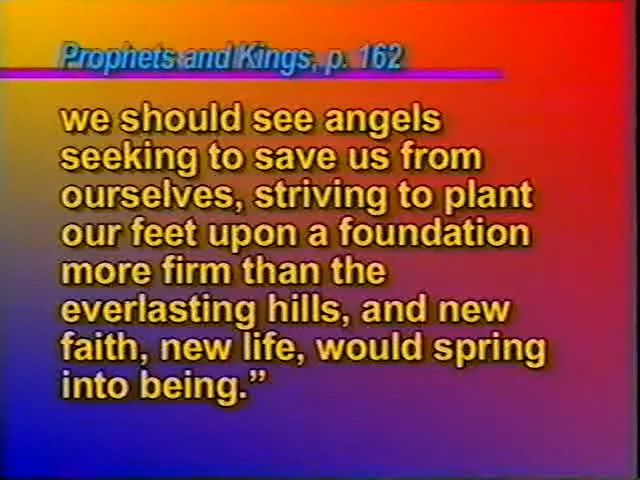 Prophets and Kings, p. 162
we should see angels
seeking to save us from
ourselves, striving to plant
our feet upon a foundation
more firm than the
everlasting hills, and new
faith, new life, would spring
into being.”